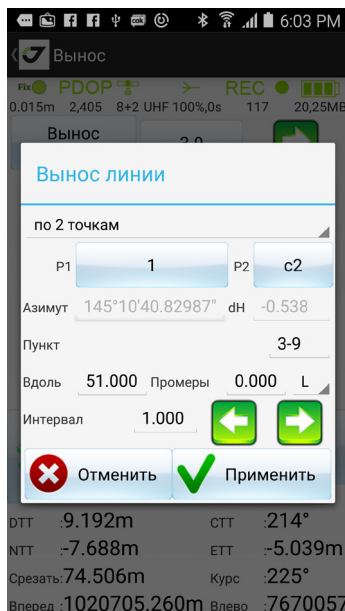 6:03 PM
Вынос
Fix PDOP REC
0.015m 2,405 8+2 UHF 100%,0s 117 20,25MB
Вынос
Вынос линии
по 2 точкам
P1 1 P2 c2
Азимут 145°10'40.82987" dH -0.538
Пункт 3-9
Вдоль 51.000 Промеры 0.000 L
Интервал 1.000
Отменить Применить
DTT :9.192m CTT :214°
NTT :-7.688m ETT :-5.039m
Срезать:74.506m Курс :225°
Вперед :1020705.260m Влево :7670057